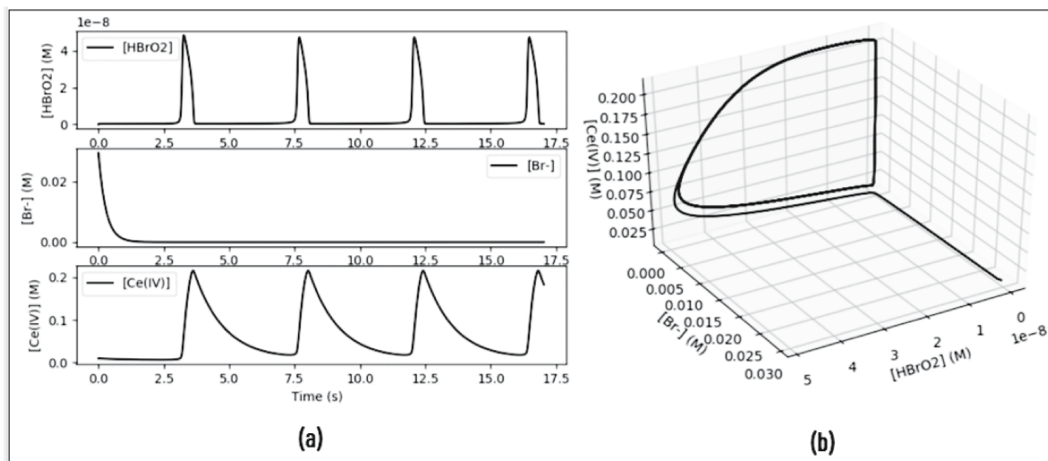 1e−8
[HBrO2] (M)
4
2
0
[HBrO2]
0.0 2.5 5.0 7.5 10.0 12.5 15.0 17.5
[Br-] (M)
0.02
0.00
[Br-]
0.0 2.5 5.0 7.5 10.0 12.5 15.0 17.5
[Ce(IV)] (M)
0.2
0.1
0.0
[Ce(IV)]
0.0 2.5 5.0 7.5 10.0 12.5 15.0 17.5
Time (s)
(a)
[Ce(IV)] (M)
0.200
0.175
0.150
0.125
0.100
0.075
0.050
0.025
0.000
0.005
0.010
0.015
0.020
0.025
0.030
[Br-] (M)
5 4 3 2 1 0
1e−8
[HBrO2] (M)
(b)